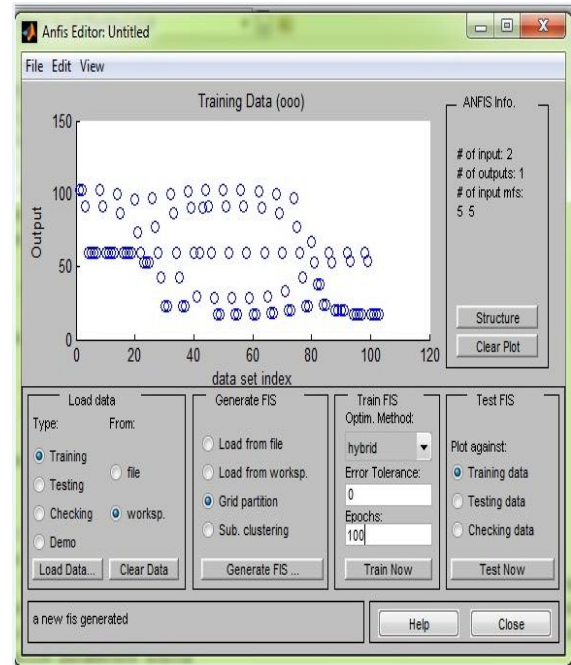 Anfis Editor: Untitled
File Edit View
Training Data (ooo)
150
100
50
0
Output
0 20 40 60 80 100 120
data set index
ANFIS Info.
# of input: 2
# of outputs: 1
# of input mfs:
5 5
Structure
Clear Plot
Load data
Type: From:
Training
Testing
Checking
Demo
file
worksp.
Load Data... Clear Data
Generate FIS
Load from file
Load from worksp.
Grid partition
Sub. clustering
Generate FIS ...
Train FIS
Optim. Method:
hybrid
Error Tolerance:
0
Epochs:
100
Train Now
Test FIS
Plot against:
Training data
Testing data
Checking data
Test Now
a new fis generated
Help Close